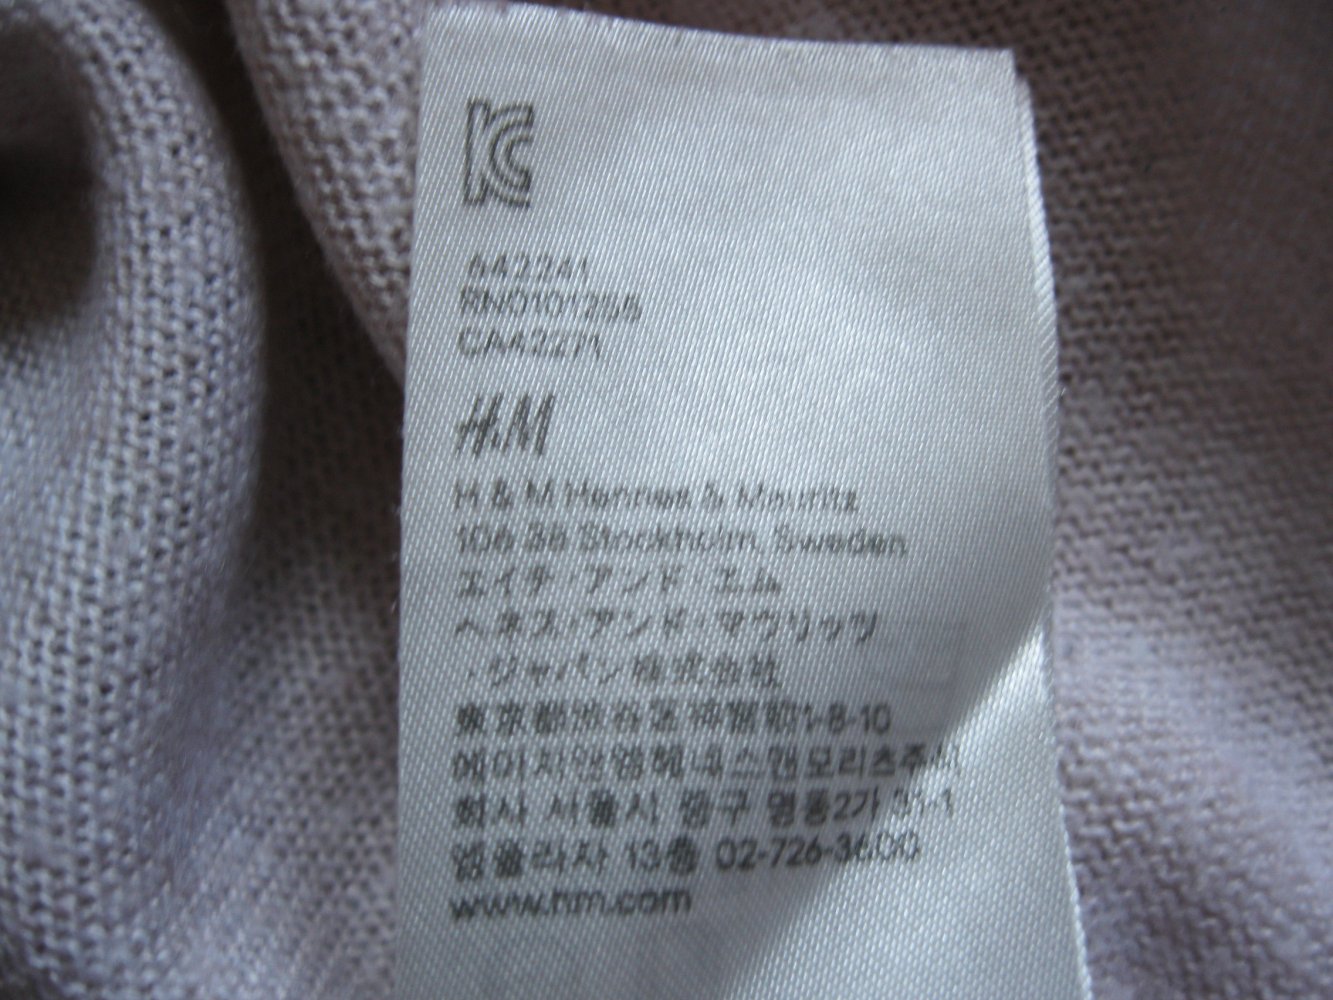 KC
642241
RN0101255
CA42271
H&M
H & M Hennes & Mauritz
106 38 Stockholm, Sweden
エイチ・アンド・エム
ヘネス・アンド・マウリッツ
・ジャパン株式会社
東京都渋谷区神宮前1-8-10
에이치앤엠헤네스앤모리츠주식
회사 서울시 중구 명동2가 31-1
엠플라자 13층 02-726-3600
www.hm.com